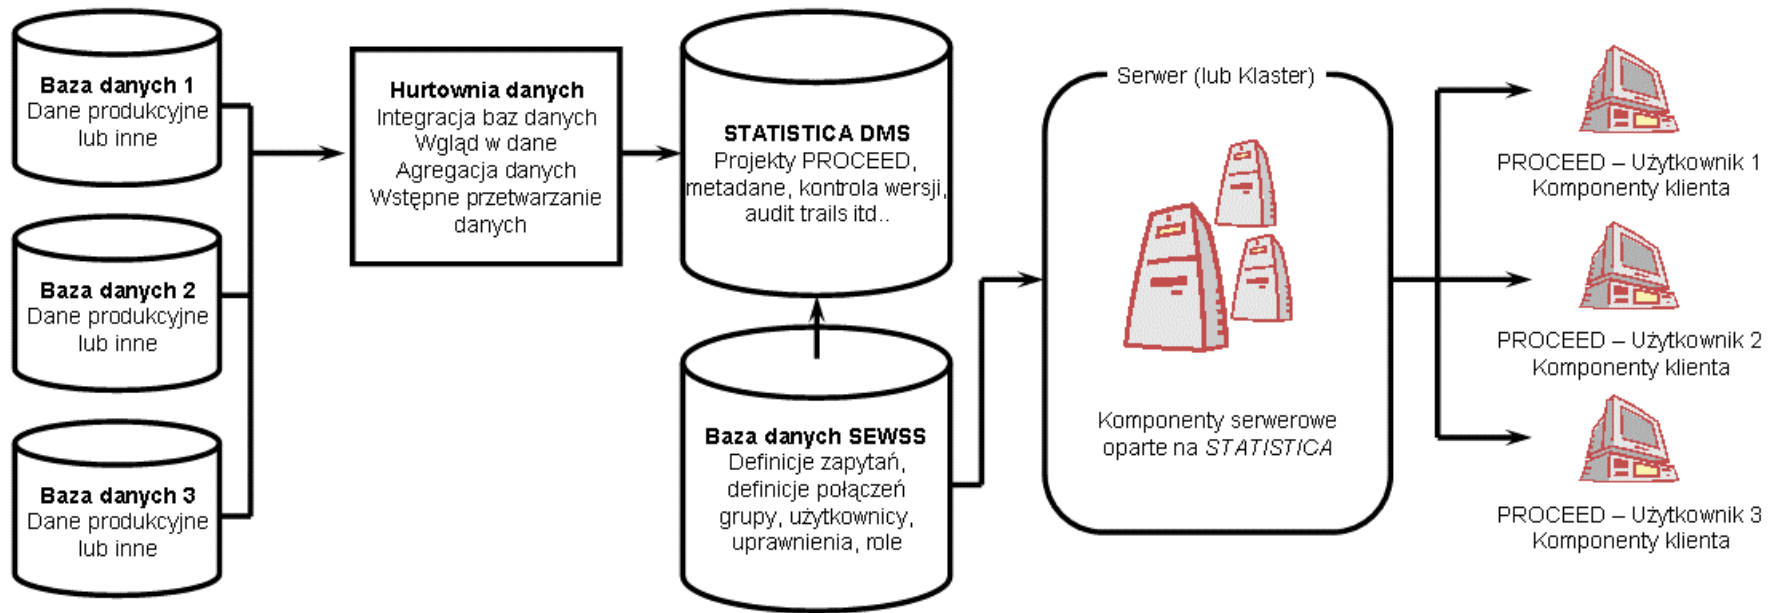 Baza danych 1
Dane produkcyjne
lub inne
Baza danych 2
Dane produkcyjne
lub inne
Baza danych 3
Dane produkcyjne
lub inne
Hurtownia danych
Integracja baz danych
Wgląd w dane
Agregacja danych
Wstępne przetwarzanie
danych
STATISTICA DMS
Projekty PROCEED,
metadane, kontrola wersji,
audit trails itd..
Baza danych SEWSS
Definicje zapytań,
definicje połączeń
grupy, użytkownicy,
uprawnienia, role
Serwer (lub Klaster)
Komponenty serwerowe
oparte na STATISTICA
PROCEED – Użytkownik 1
Komponenty klienta
PROCEED – Użytkownik 2
Komponenty klienta
PROCEED – Użytkownik 3
Komponenty klienta